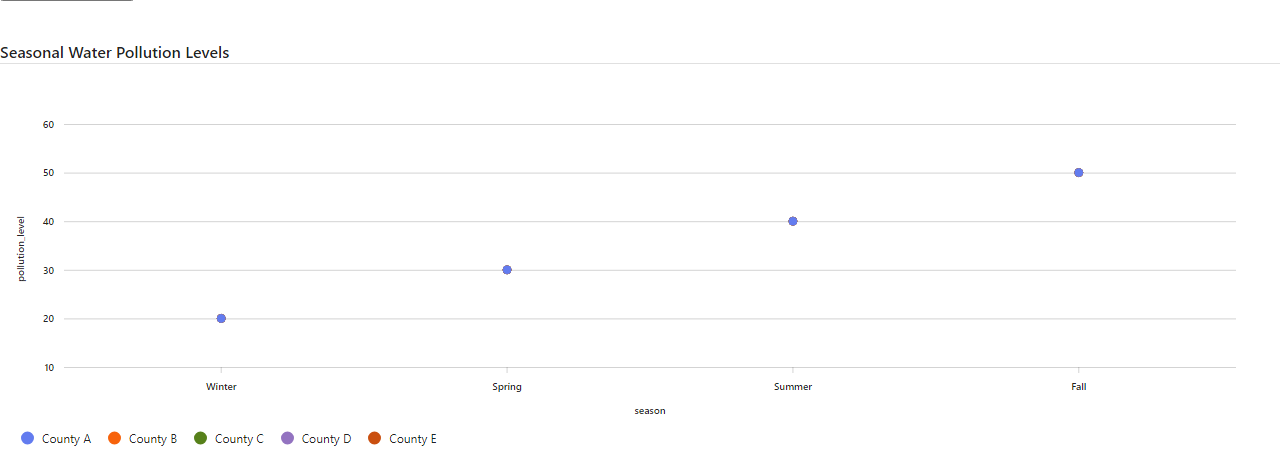 Seasonal Water Pollution Levels
60
50
40
30
20
10
pollution_level
Winter Spring Summer Fall
season
County A County B County C County D County E